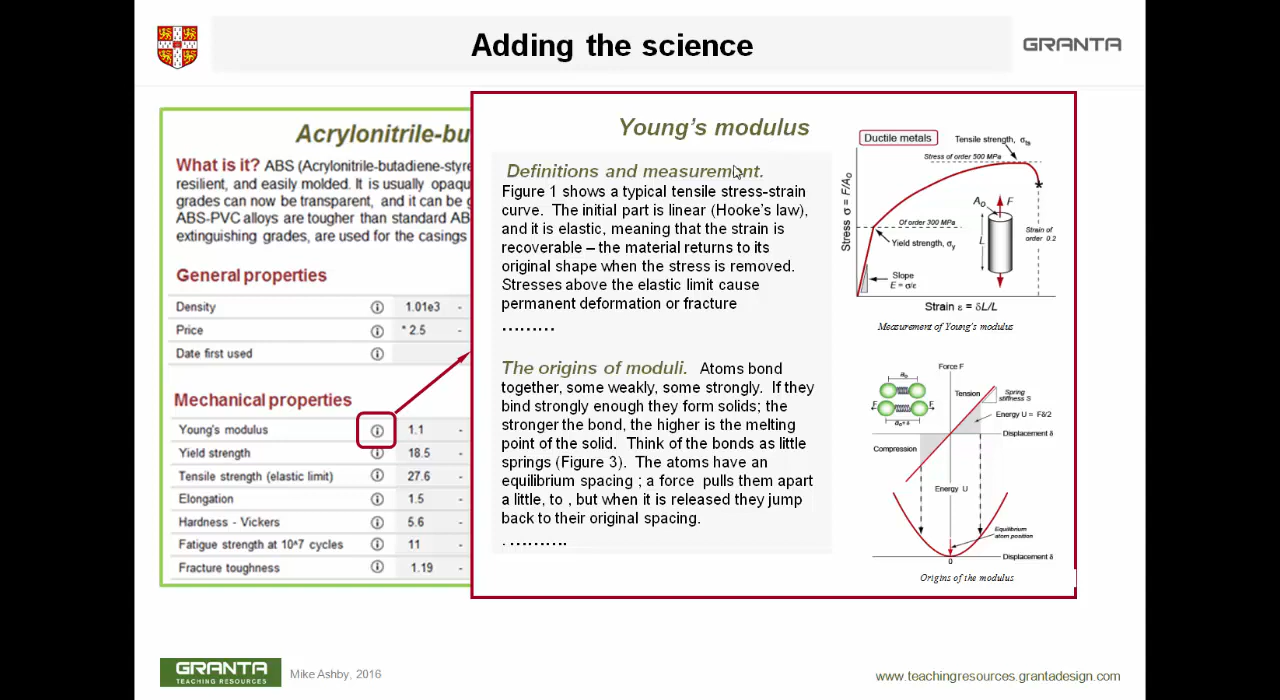 Adding the science
GRANTA
Acrylonitrile-bu
What is it? ABS (Acrylonitrile-butadiene-styre
resilient, and easily molded. It is usually opaqu
grades can now be transparent, and it can be g
ABS-PVC alloys are tougher than standard AB
extinguishing grades, are used for the casings
General properties
Density 1.01e3 -
Price * 2.5 -
Date first used
Mechanical properties
Young's modulus 1.1 -
Yield strength 18.5 -
Tensile strength (elastic limit) 27.6 -
Elongation 1.5 -
Hardness - Vickers 5.6 -
Fatigue strength at 10^7 cycles 11 -
Fracture toughness 1.19 -
Young's modulus
Definitions and measurement.
Figure 1 shows a typical tensile stress-strain
curve. The initial part is linear (Hooke's law),
and it is elastic, meaning that the strain is
recoverable – the material returns to its
original shape when the stress is removed.
Stresses above the elastic limit cause
permanent deformation or fracture
.........
The origins of moduli. Atoms bond
together, some weakly, some strongly. If they
bind strongly enough they form solids; the
stronger the bond, the higher is the melting
point of the solid. Think of the bonds as little
springs (Figure 3). The atoms have an
equilibrium spacing ; a force pulls them apart
a little, to , but when it is released they jump
back to their original spacing.
. ..........
Ductile metals
Tensile strength, σts
Stress of order 500 MPa
Stress σ = F/Ao
Of order 300 MPa
Yield strength, σy
Ao
F
L
Strain of
order 0.2
Slope
E = σ/ε
Strain ε = δL/L
Measurement of Young's modulus
Force F
ao
Tension
Spring
stiffness S
F
F
ao+δ
Energy U = Fδ/2
Displacement δ
Compression
Energy U
Equilibrium
atom position
Displacement δ
0
Origins of the modulus
GRANTA
TEACHING RESOURCES
Mike Ashby, 2016
www.teachingresources.grantadesign.com